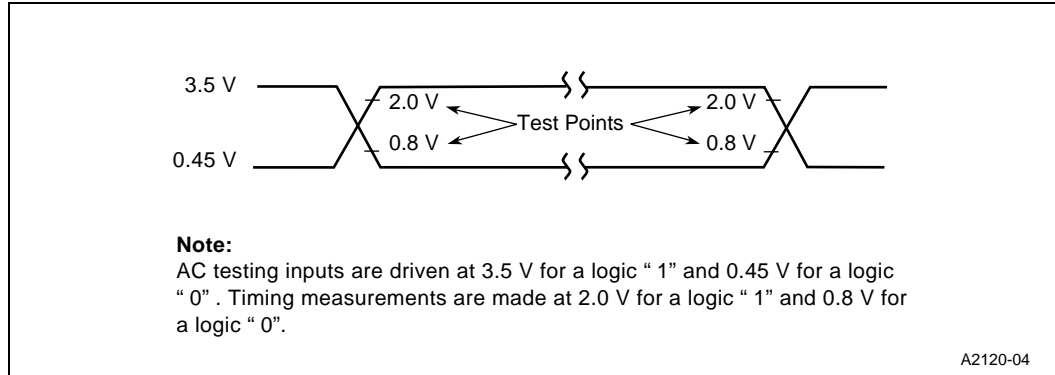 3.5 V
2.0 V 2.0 V
Test Points
0.8 V 0.8 V
0.45 V
Note:
AC testing inputs are driven at 3.5 V for a logic “ 1” and 0.45 V for a logic
“ 0” . Timing measurements are made at 2.0 V for a logic “ 1” and 0.8 V for
a logic “ 0”.
A2120-04